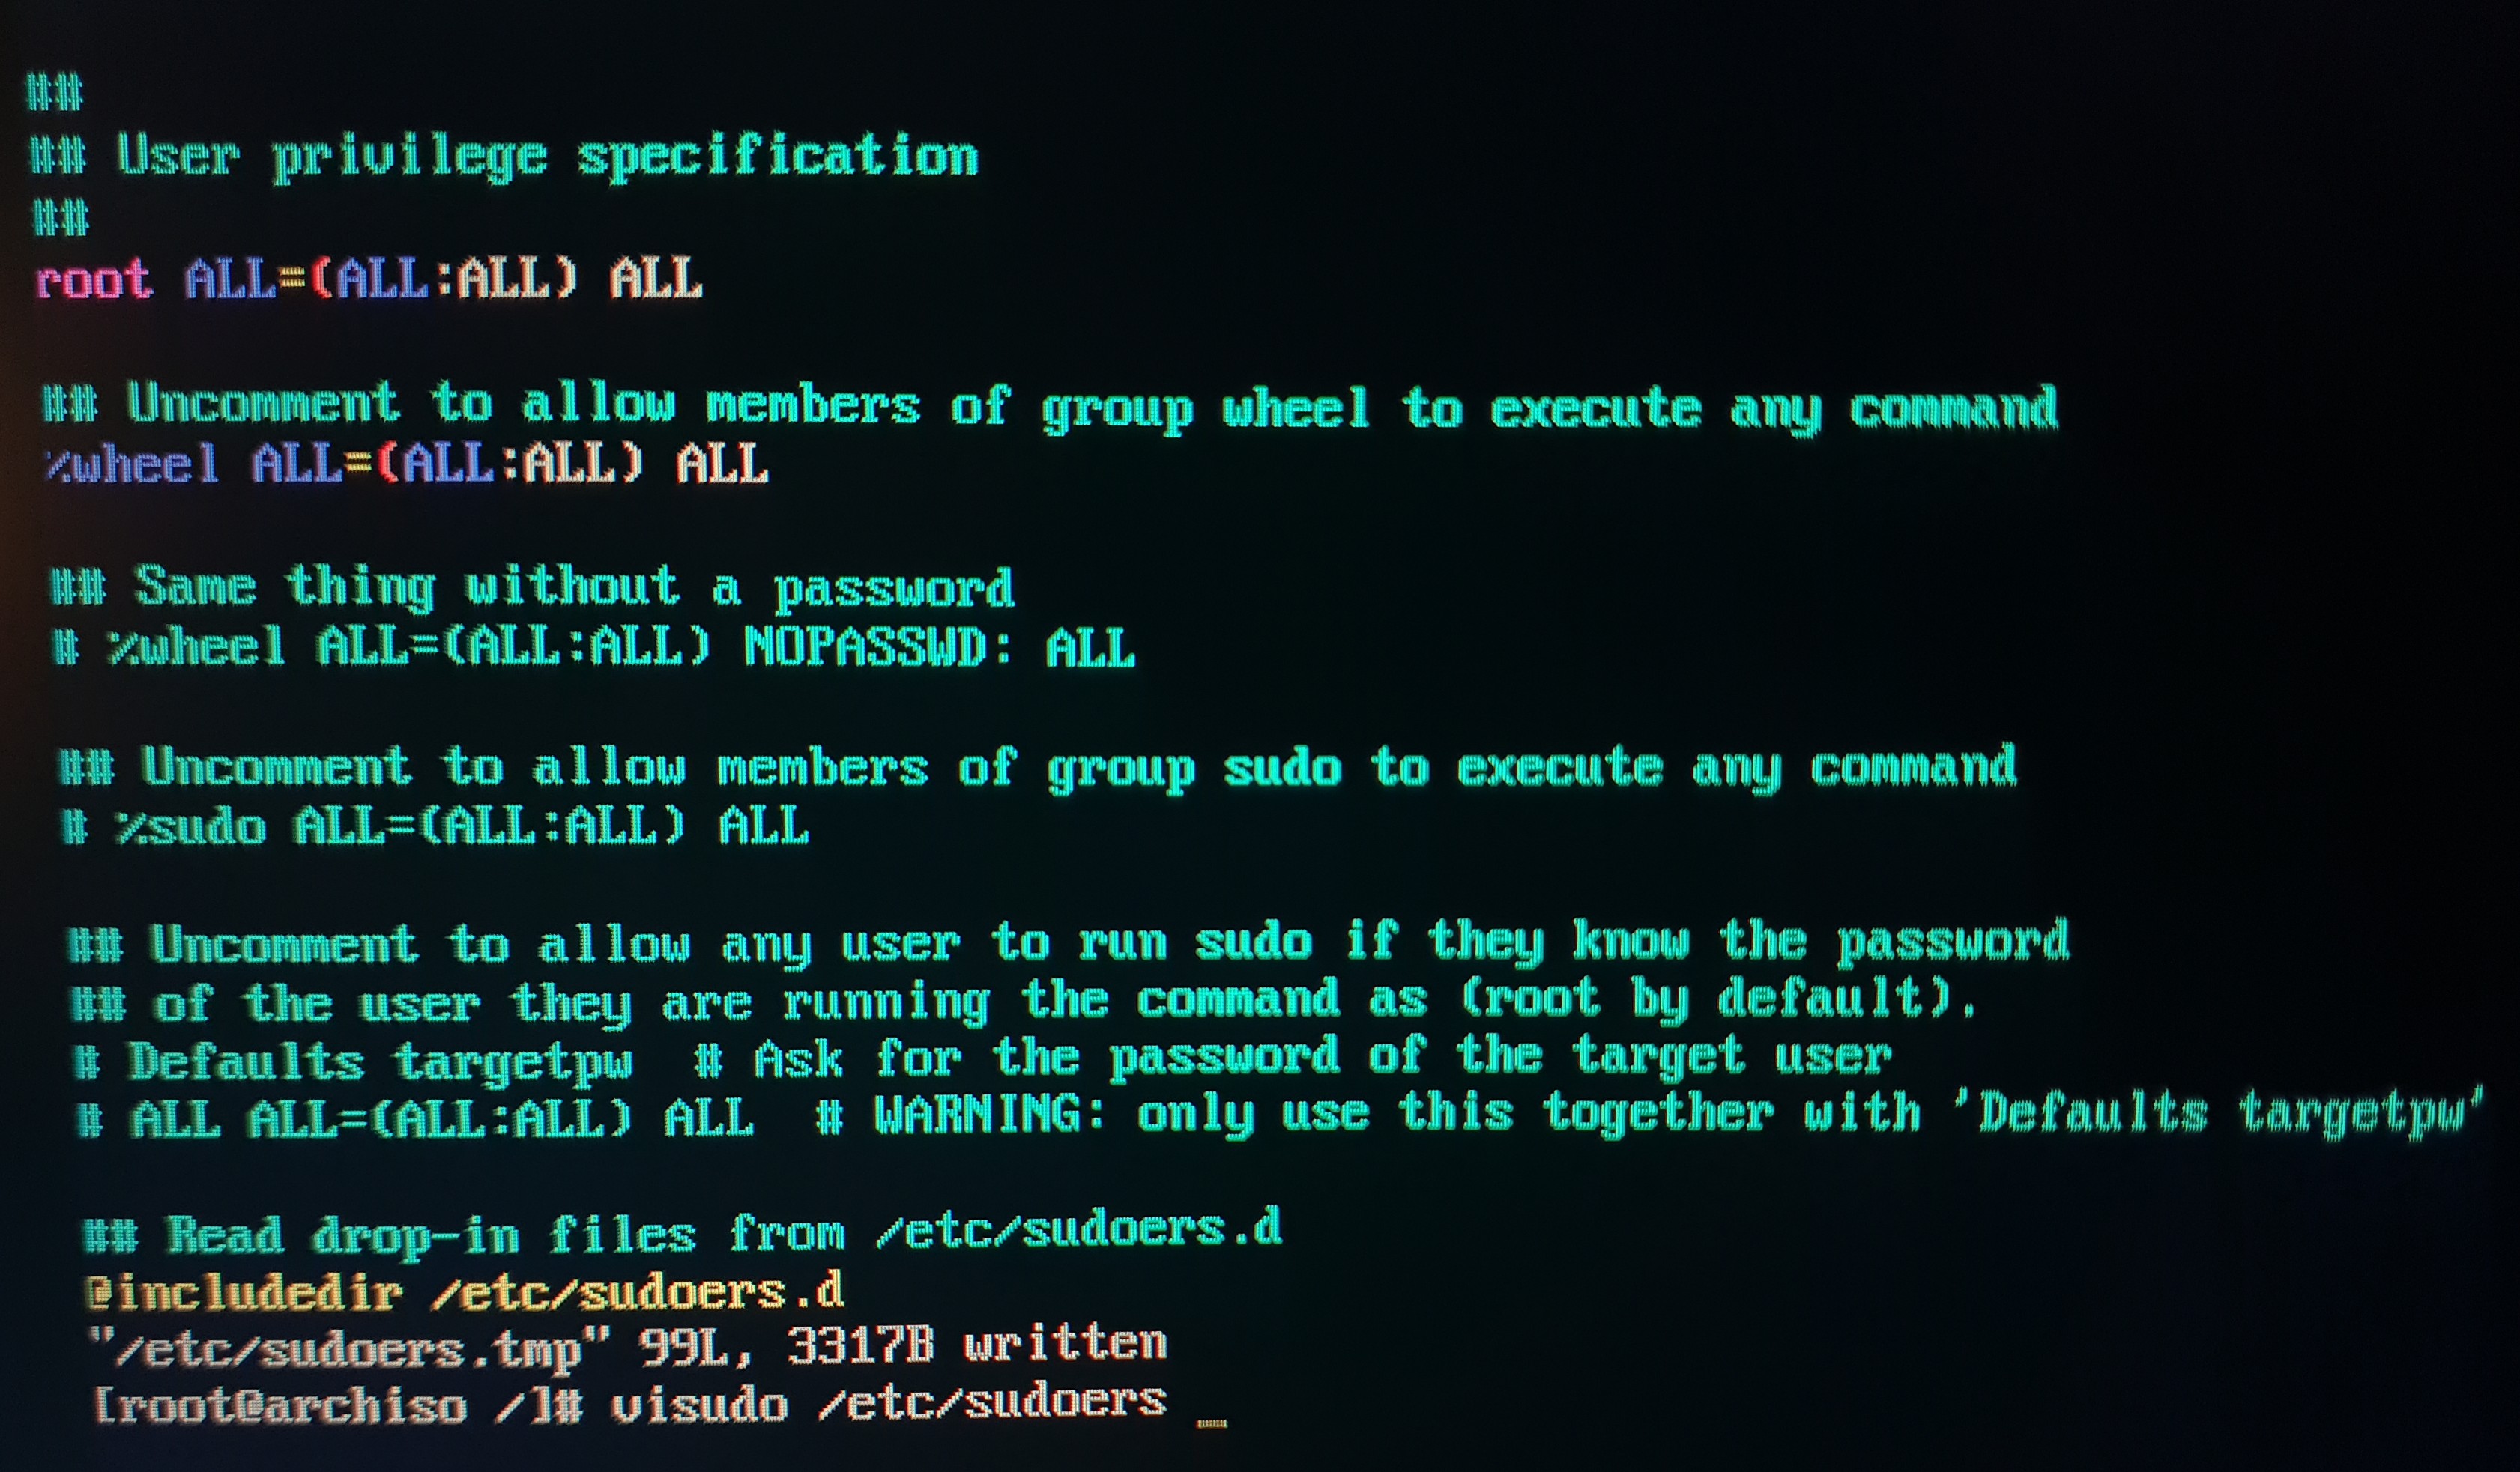 ##
## User privilege specification
##
root ALL=(ALL:ALL) ALL
## Uncomment to allow members of group wheel to execute any command
%wheel ALL=(ALL:ALL) ALL
## Same thing without a password
# %wheel ALL=(ALL:ALL) NOPASSWD: ALL
## Uncomment to allow members of group sudo to execute any command
# %sudo ALL=(ALL:ALL) ALL
## Uncomment to allow any user to run sudo if they know the password
## of the user they are running the command as (root by default).
# Defaults targetpw  # Ask for the password of the target user
# ALL ALL=(ALL:ALL) ALL  # WARNING: only use this together with 'Defaults targetpw'
## Read drop-in files from /etc/sudoers.d
@includedir /etc/sudoers.d
"/etc/sudoers.tmp" 99L, 3317B written
[root@archiso /]# visudo /etc/sudoers _